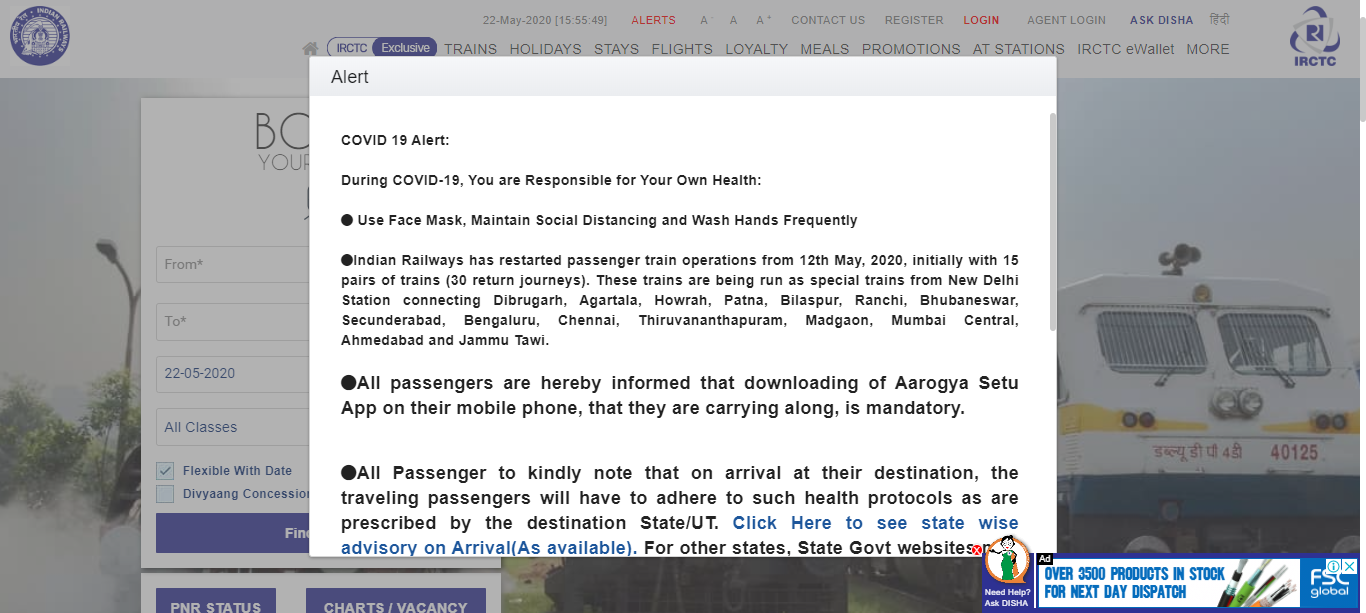 22-May-2020 [15:55:49] ALERTS A- A A+ CONTACT US REGISTER LOGIN AGENT LOGIN ASK DISHA हिंदी
IRCTC Exclusive TRAINS HOLIDAYS STAYS FLIGHTS LOYALTY MEALS PROMOTIONS AT STATIONS IRCTC eWallet MORE
IRCTC
Alert
COVID 19 Alert:
During COVID-19, You are Responsible for Your Own Health:
● Use Face Mask, Maintain Social Distancing and Wash Hands Frequently
●Indian Railways has restarted passenger train operations from 12th May, 2020, initially with 15
pairs of trains (30 return journeys). These trains are being run as special trains from New Delhi
Station connecting Dibrugarh, Agartala, Howrah, Patna, Bilaspur, Ranchi, Bhubaneswar,
Secunderabad, Bengaluru, Chennai, Thiruvananthapuram, Madgaon, Mumbai Central,
Ahmedabad and Jammu Tawi.
●All passengers are hereby informed that downloading of Aarogya Setu
App on their mobile phone, that they are carrying along, is mandatory.
●All Passenger to kindly note that on arrival at their destination, the
traveling passengers will have to adhere to such health protocols as are
prescribed by the destination State/UT. Click Here to see state wise
advisory on Arrival(As available). For other states, State Govt websites
BO
YOUR
From*
To*
22-05-2020
All Classes
Flexible With Date
Divyaang Concession
Find
PNR STATUS
CHARTS / VACANCY
डब्ल्यू डी पी 4डी 40125
Need Help?
Ask DISHA
Ad
OVER 3500 PRODUCTS IN STOCK
FOR NEXT DAY DISPATCH
FSC
global